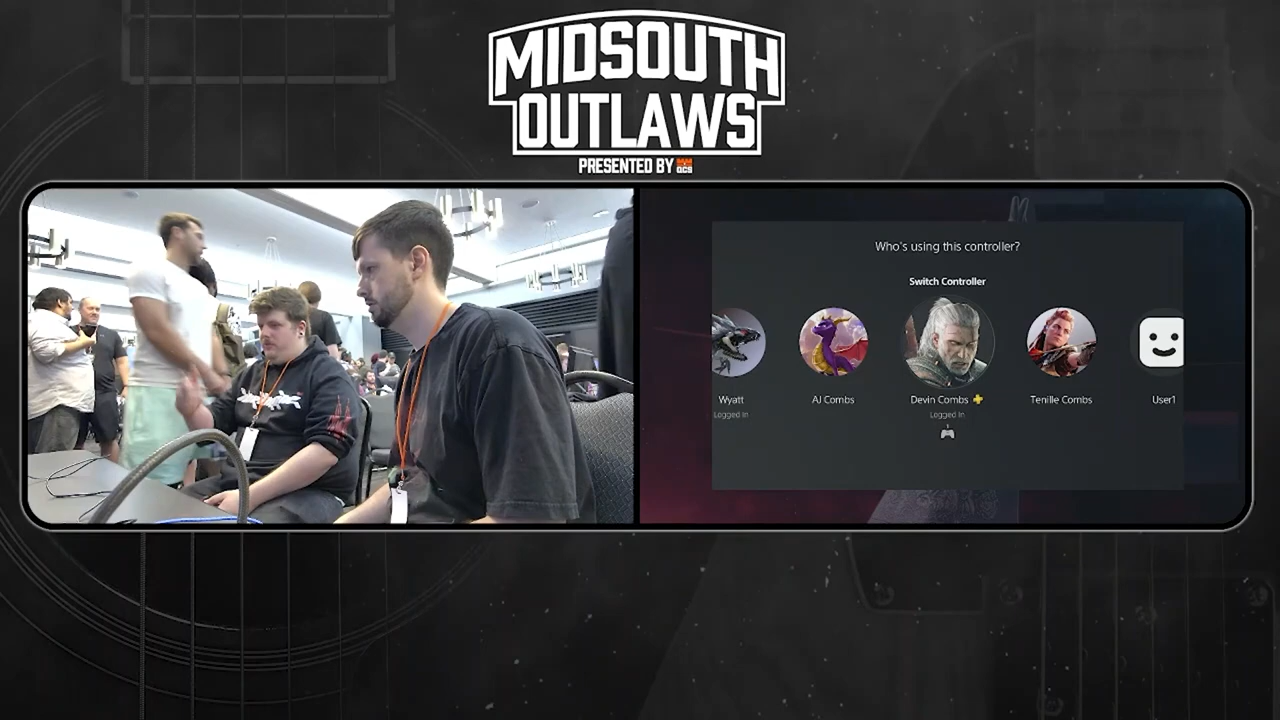 MIDSOUTH
OUTLAWS
PRESENTED BY QCS
Who's using this controller?
Switch Controller
Wyatt
AJ Combs
Devin Combs
Tenille Combs
User1
Logged In
Logged In